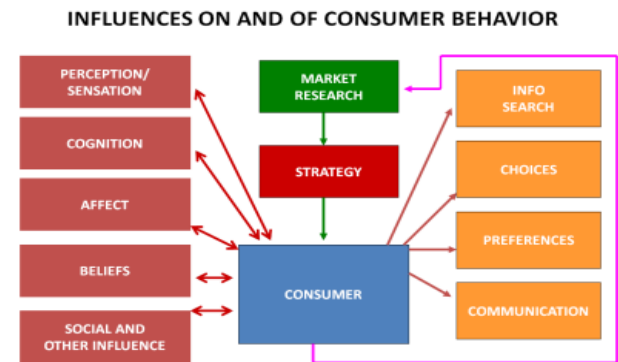 INFLUENCES ON AND OF CONSUMER BEHAVIOR
PERCEPTION/
SENSATION
COGNITION
AFFECT
BELIEFS
SOCIAL AND
OTHER INFLUENCE
MARKET
RESEARCH
STRATEGY
CONSUMER
INFO
SEARCH
CHOICES
PREFERENCES
COMMUNICATION